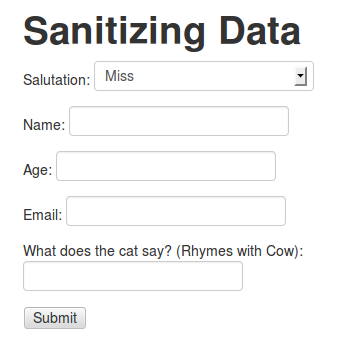 Sanitizing Data
Salutation: Miss
Name:
Age:
Email:
What does the cat say? (Rhymes with Cow):
Submit